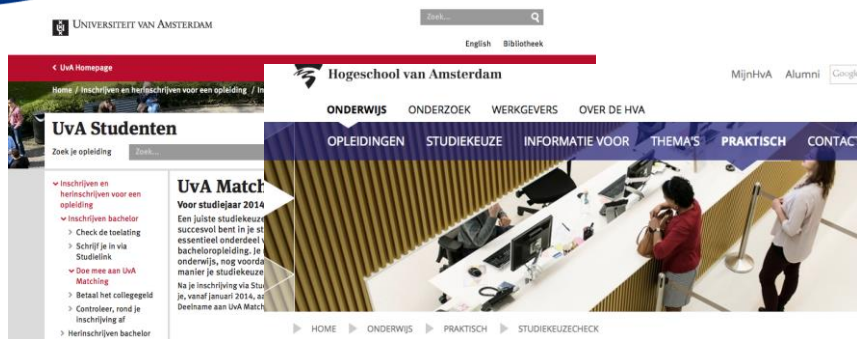 UNIVERSITEIT VAN AMSTERDAM
Zoek...
English Bibliotheek
< UvA Homepage
Home / Inschrijven en herinschrijven voor een opleiding / In
UvA Studenten
Zoek je opleiding Zoek...
Inschrijven en
herinschrijven voor een
opleiding
Inschrijven bachelor
> Check de toelating
> Schrijf je in via
Studielink
Doe mee aan UvA
Matching
> Betaal het collegegeld
> Controleer, rond je
inschrijving af
> Herinschrijven bachelor
UvA Match
Voor studiejaar 2014
Een juiste studiekeuze
succesvol bent in je st
essentieel onderdeel v
bacheloropleiding. Je
onderwijs, nog voorda
manier je studiekeuze
Na je inschrijving via Stu
je, vanaf januari 2014, aa
Deelname aan UvA Match
Hogeschool van Amsterdam
MijnHvA Alumni Google
ONDERWIJS ONDERZOEK WERKGEVERS OVER DE HVA
OPLEIDINGEN STUDIEKEUZE INFORMATIE VOOR THEMA'S PRAKTISCH CONTACT
HOME ONDERWIJS PRAKTISCH STUDIEKEUZECHECK